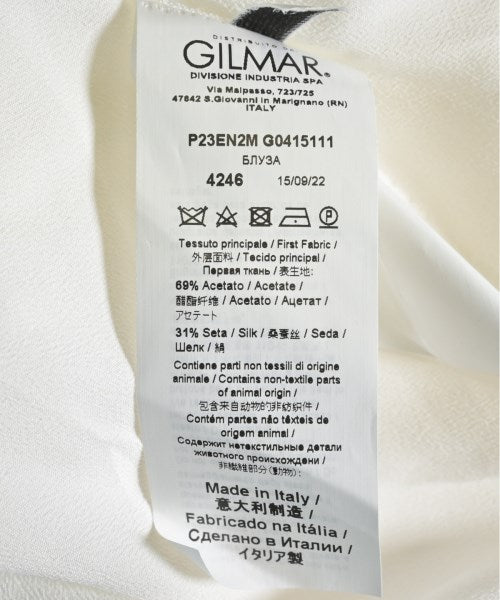 DISTRIBUITO DA
GILMAR®
DIVISIONE INDUSTRIA SPA
Via Malpasso, 723/725
47842 S.Giovanni in Marignano (RN)
ITALY
P23EN2M G0415111
БЛУЗА
4246 15/09/22
Tessuto principale / First Fabric /
外层面料 / Tecido principal /
Первая ткань / 表生地:
69% Acetato / Acetate /
醋酯纤维 / Acetato / Ацетат /
アセテート
31% Seta / Silk / 桑蚕丝 / Seda /
Шелк / 絹
Contiene parti non tessili di origine
animale / Contains non-textile parts
of animal origin /
包含来自动物的非纺织件 /
Contém partes não têxteis de
origem animal /
Содержит нетекстильные детали
животного происхождени /
非繊維部分(動物):
Made in Italy /
意大利制造 /
Fabricado na Itália /
Сделано в Италии /
イタリア製